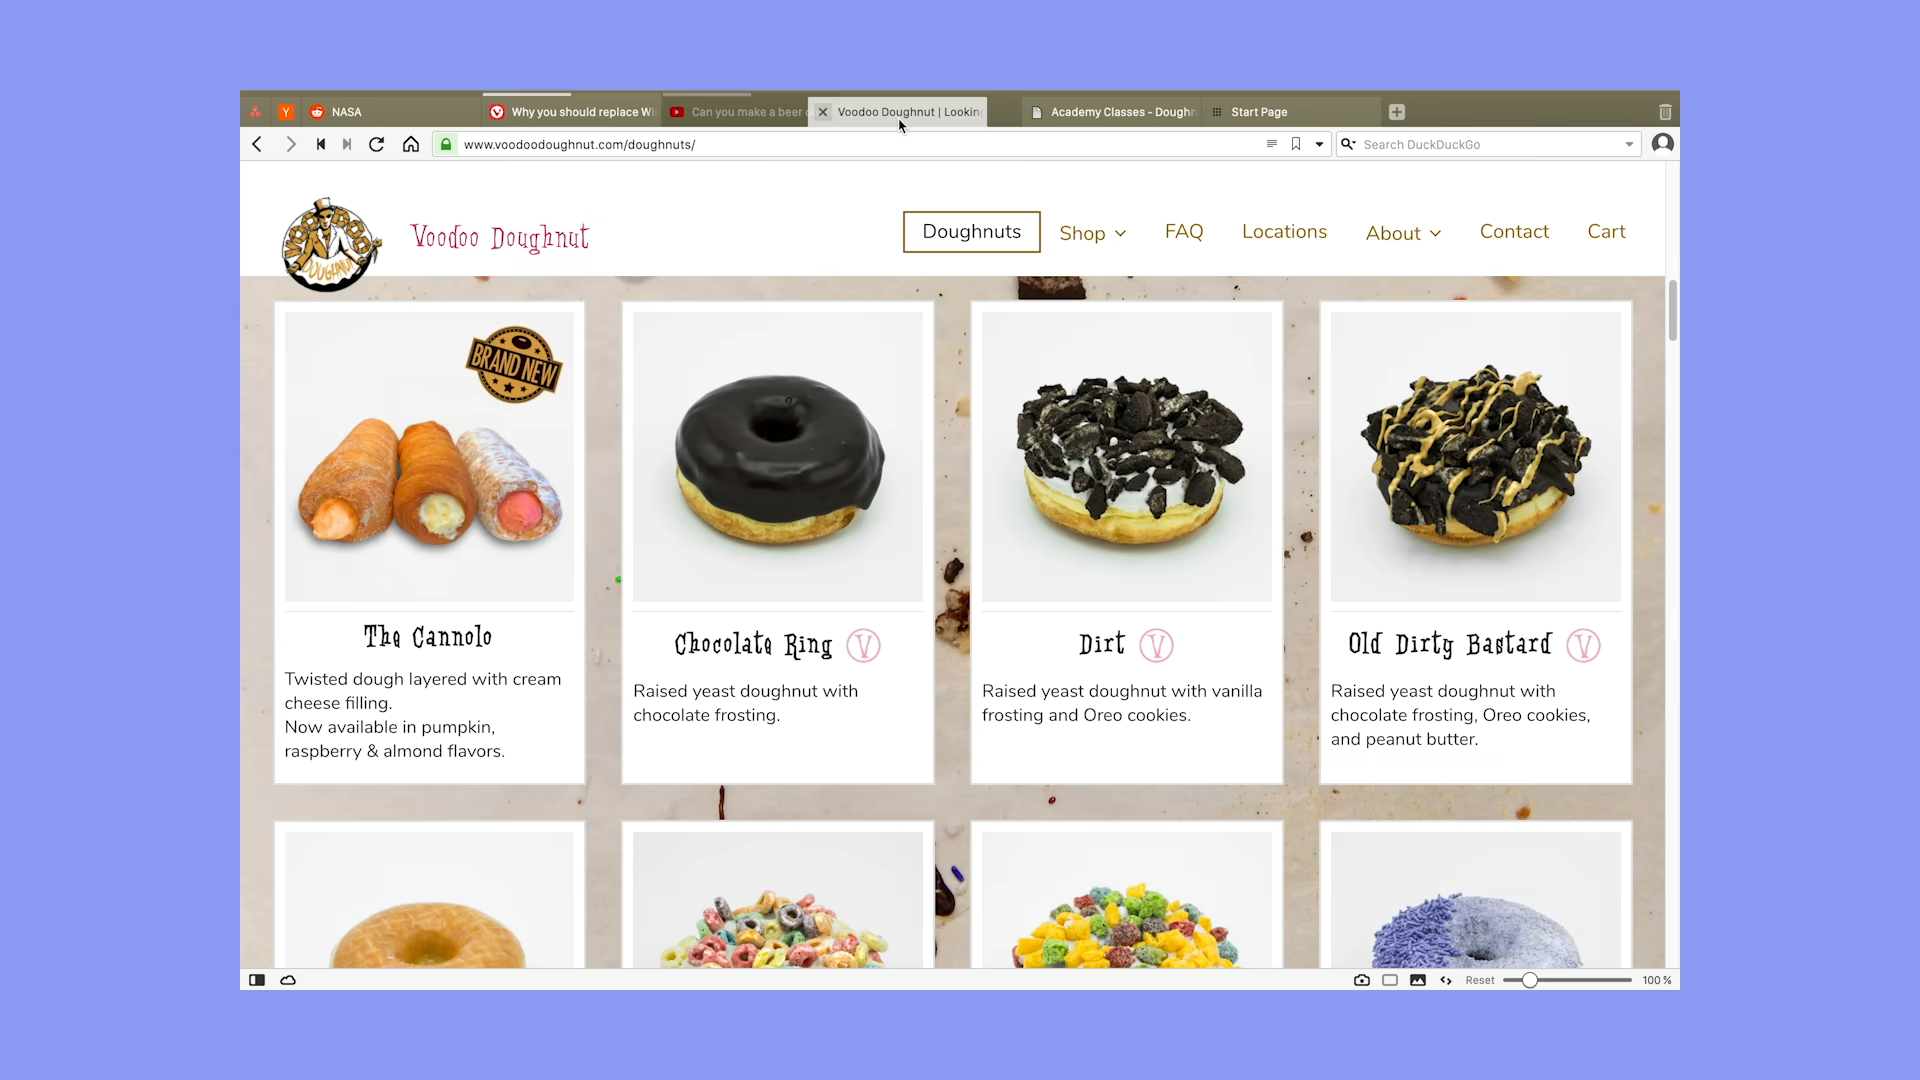 Y
NASA
Why you should replace Wi
Can you make a beer
Voodoo Doughnut | Lookin
Academy Classes - Doughn
Start Page
www.voodoodoughnut.com/doughnuts/
Search DuckDuckGo
VOODOO
DOUGHNUT
Voodoo Doughnut
Doughnuts
Shop
FAQ
Locations
About
Contact
Cart
BRAND NEW
The Cannolo
Twisted dough layered with cream
cheese filling.
Now available in pumpkin,
raspberry & almond flavors.
Chocolate Ring V
Raised yeast doughnut with
chocolate frosting.
Dirt V
Raised yeast doughnut with vanilla
frosting and Oreo cookies.
Old Dirty Bastard V
Raised yeast doughnut with
chocolate frosting, Oreo cookies,
and peanut butter.
Reset
100 %